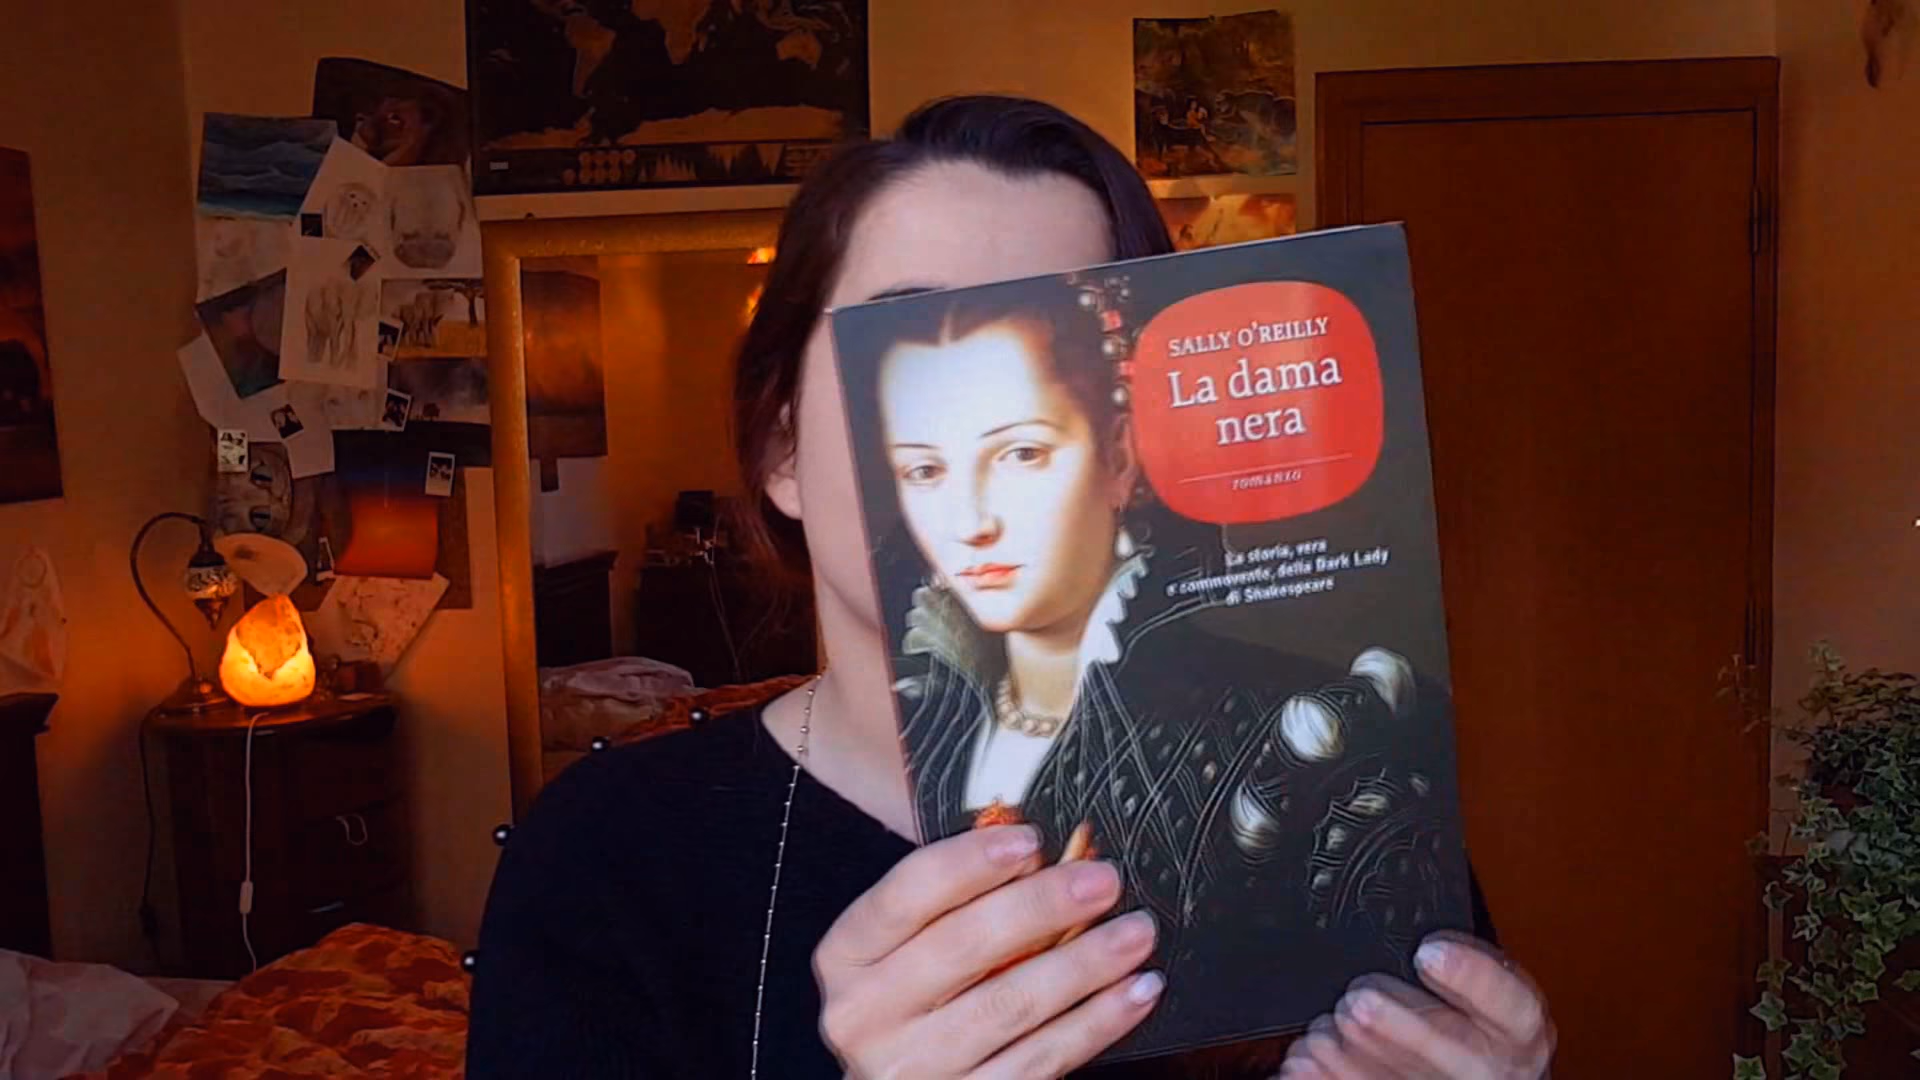 SALLY O'REILLY
La dama
nera
romanzo
La storia, vera
e commovente, della Dark Lady
di Shakespeare